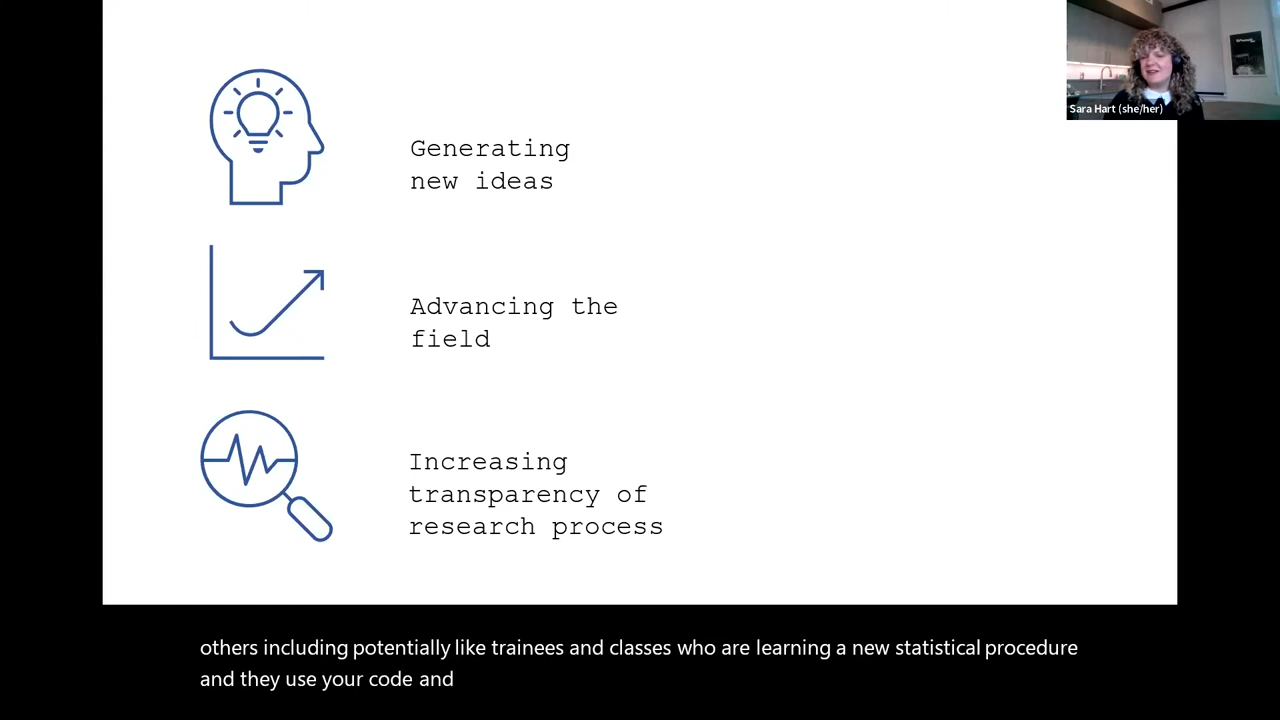 Sara Hart (she/her)
Generating
new ideas
Advancing the
field
Increasing
transparency of
research process
others including potentially like trainees and classes who are learning a new statistical procedure
and they use your code and